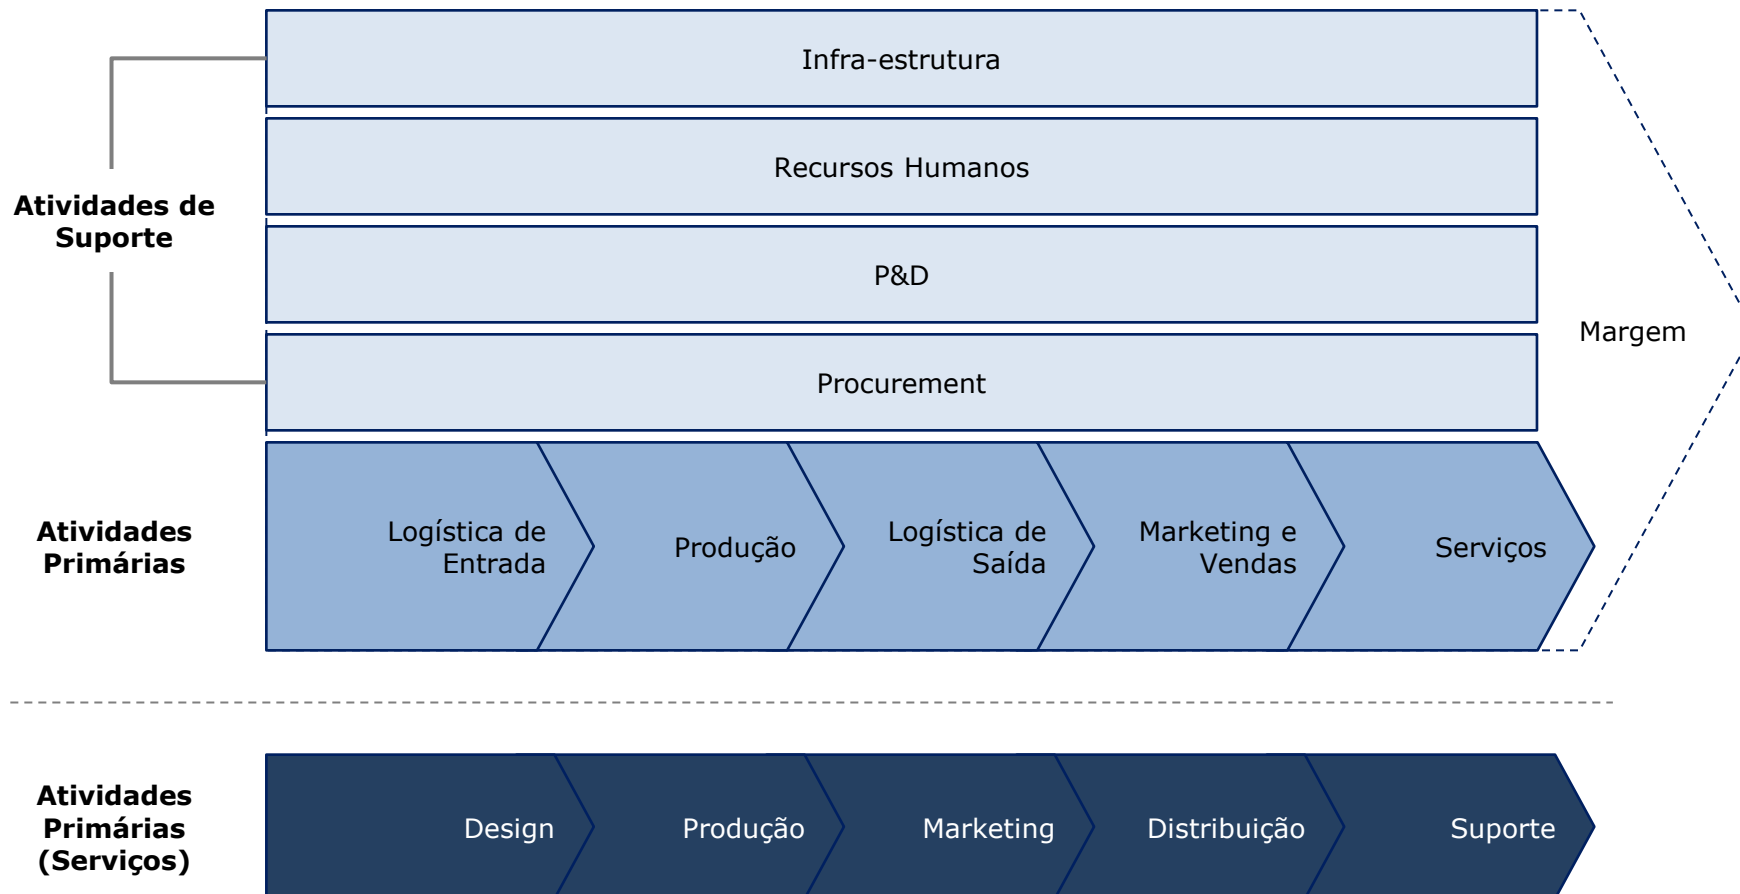 Infra-estrutura
Recursos Humanos
Atividades de
Suporte
P&D
Procurement
Margem
Atividades
Primárias
Logística de
Entrada
Produção
Logística de
Saída
Marketing e
Vendas
Serviços
Atividades
Primárias
(Serviços)
Design
Produção
Marketing
Distribuição
Suporte